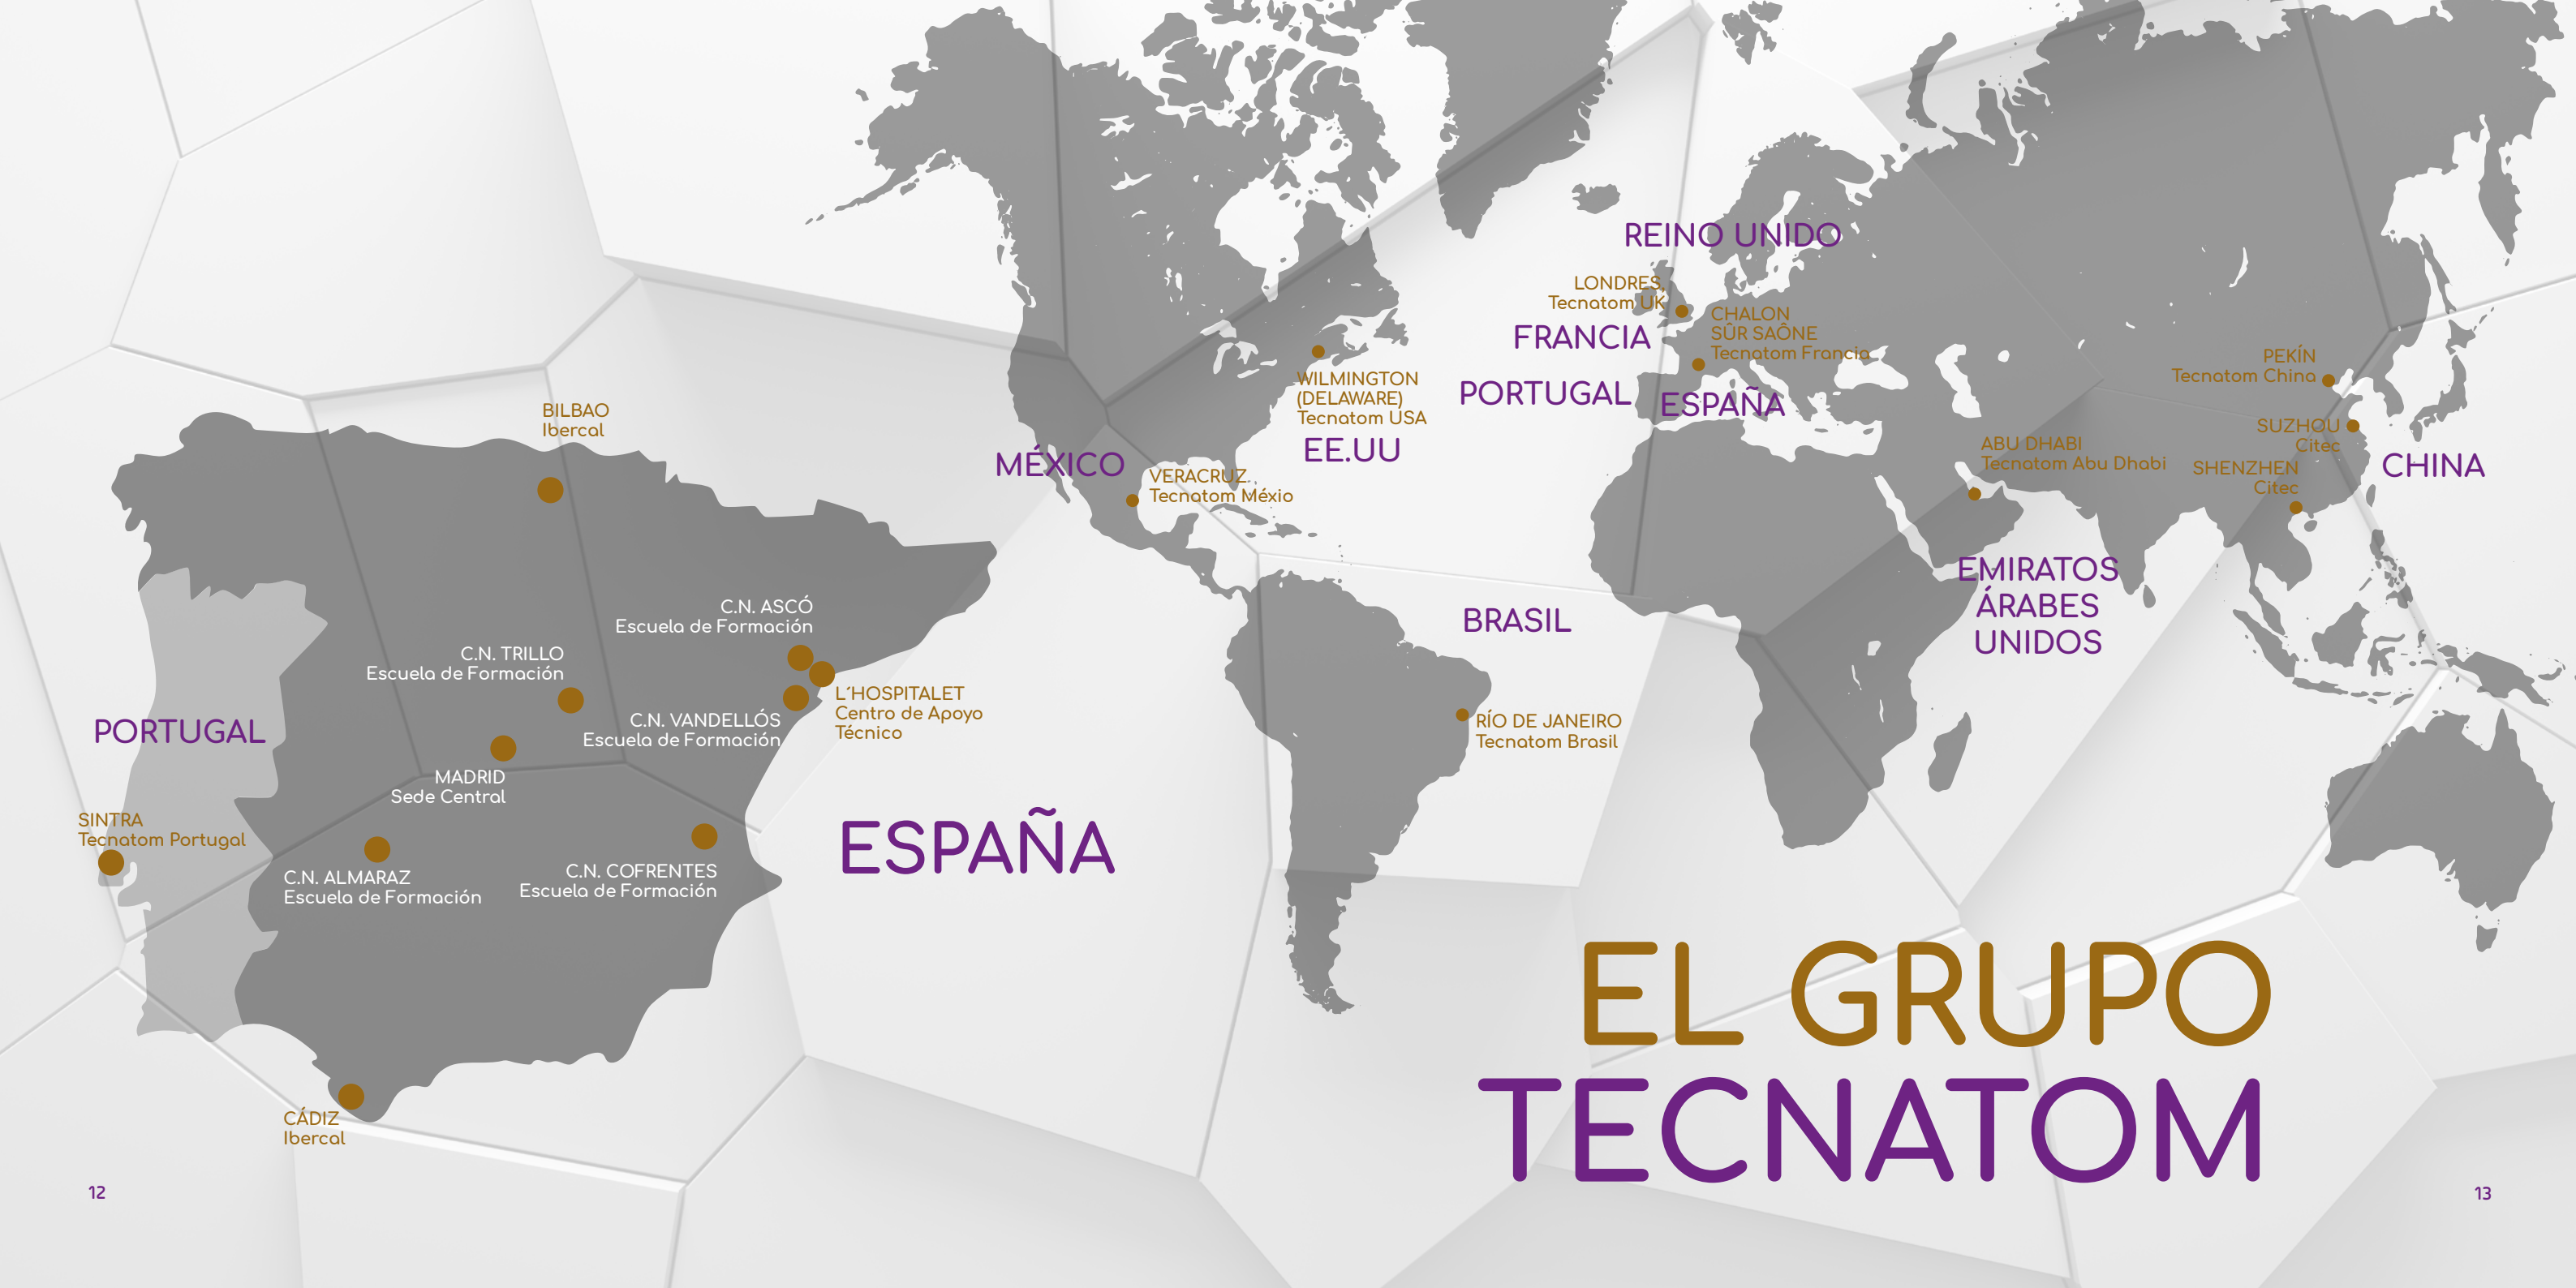 BILBAO
Ibercal
C.N. ASCÓ
Escuela de Formación
C.N. TRILLO
Escuela de Formación
L´HOSPITALET
Centro de Apoyo
Técnico
C.N. VANDELLÓS
Escuela de Formación
PORTUGAL
MADRID
Sede Central
SINTRA
Tecnatom Portugal
C.N. ALMARAZ
Escuela de Formación
C.N. COFRENTES
Escuela de Formación
CÁDIZ
Ibercal
ESPAÑA
12
REINO UNIDO
LONDRES,
Tecnatom UK
CHALON
SÛR SAÔNE
Tecnatom Francia
FRANCIA
PORTUGAL
ESPAÑA
WILMINGTON
(DELAWARE)
Tecnatom USA
EE.UU
MÉXICO
VERACRUZ
Tecnatom Méxio
PEKÍN
Tecnatom China
SUZHOU
Citec
SHENZHEN
Citec
CHINA
ABU DHABI
Tecnatom Abu Dhabi
EMIRATOS
ÁRABES
UNIDOS
BRASIL
RÍO DE JANEIRO
Tecnatom Brasil
EL GRUPO
TECNATOM
13